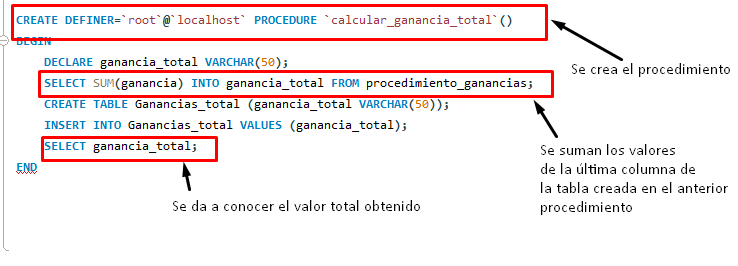 CREATE DEFINER=`root`@`localhost` PROCEDURE `calcular_ganancia_total`()
BEGIN
DECLARE ganancia_total VARCHAR(50);
SELECT SUM(ganancia) INTO ganancia_total FROM procedimiento_ganancias;
CREATE TABLE Ganancias_total (ganancia_total VARCHAR(50));
INSERT INTO Ganancias_total VALUES (ganancia_total);
SELECT ganancia_total;
END
Se crea el procedimiento
Se suman los valores
de la última columna de
la tabla creada en el anterior
procedimiento
Se da a conocer el valor total obtenido